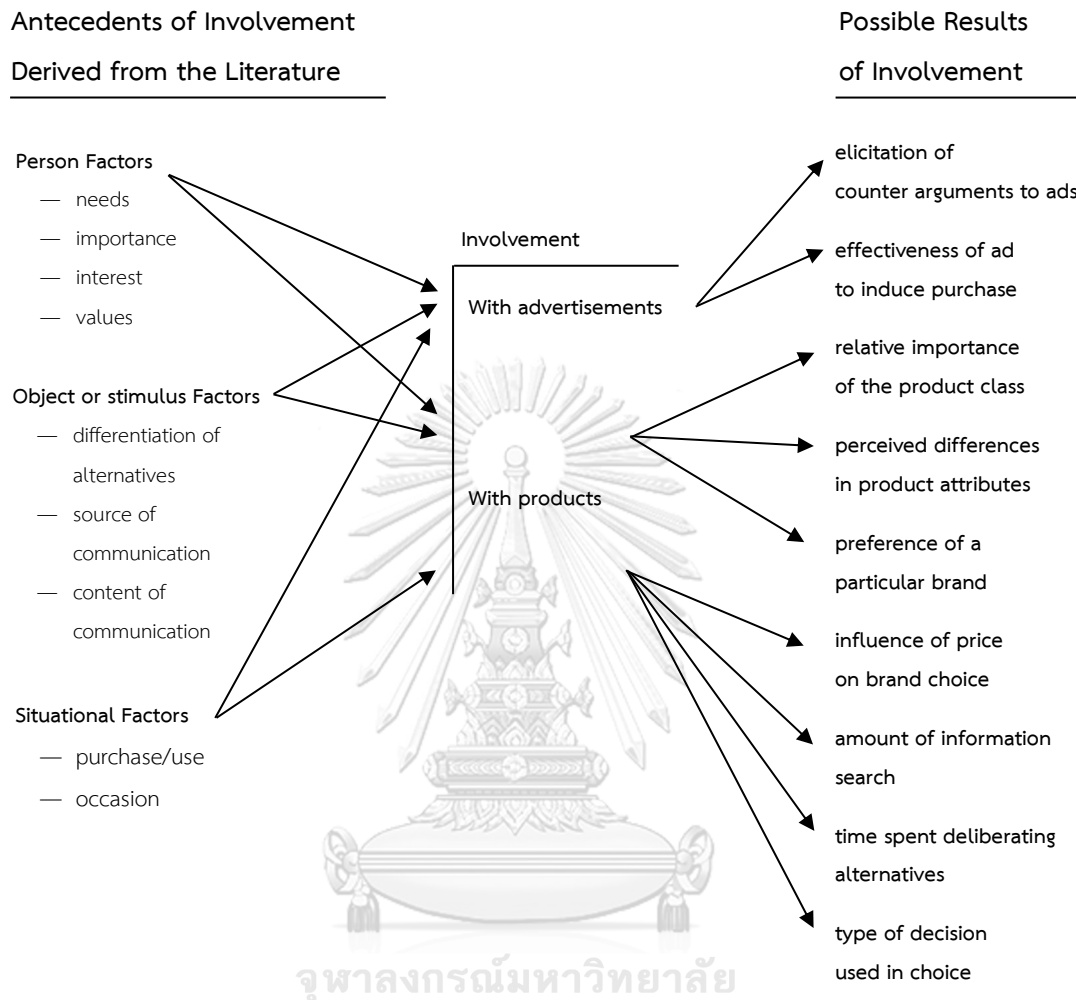 Antecedents of Involvement
Derived from the Literature
Person Factors
— needs
— importance
— interest
— values
Object or stimulus Factors
— differentiation of
alternatives
— source of
communication
— content of
communication
Situational Factors
— purchase/use
— occasion
Involvement
With advertisements
With products
Possible Results
of Involvement
elicitation of
counter arguments to ads
effectiveness of ad
to induce purchase
relative importance
of the product class
perceived differences
in product attributes
preference of a
particular brand
influence of price
on brand choice
amount of information
search
time spent deliberating
alternatives
type of decision
used in choice
จุฬาลงกรณ์มหาวิทยาลัย